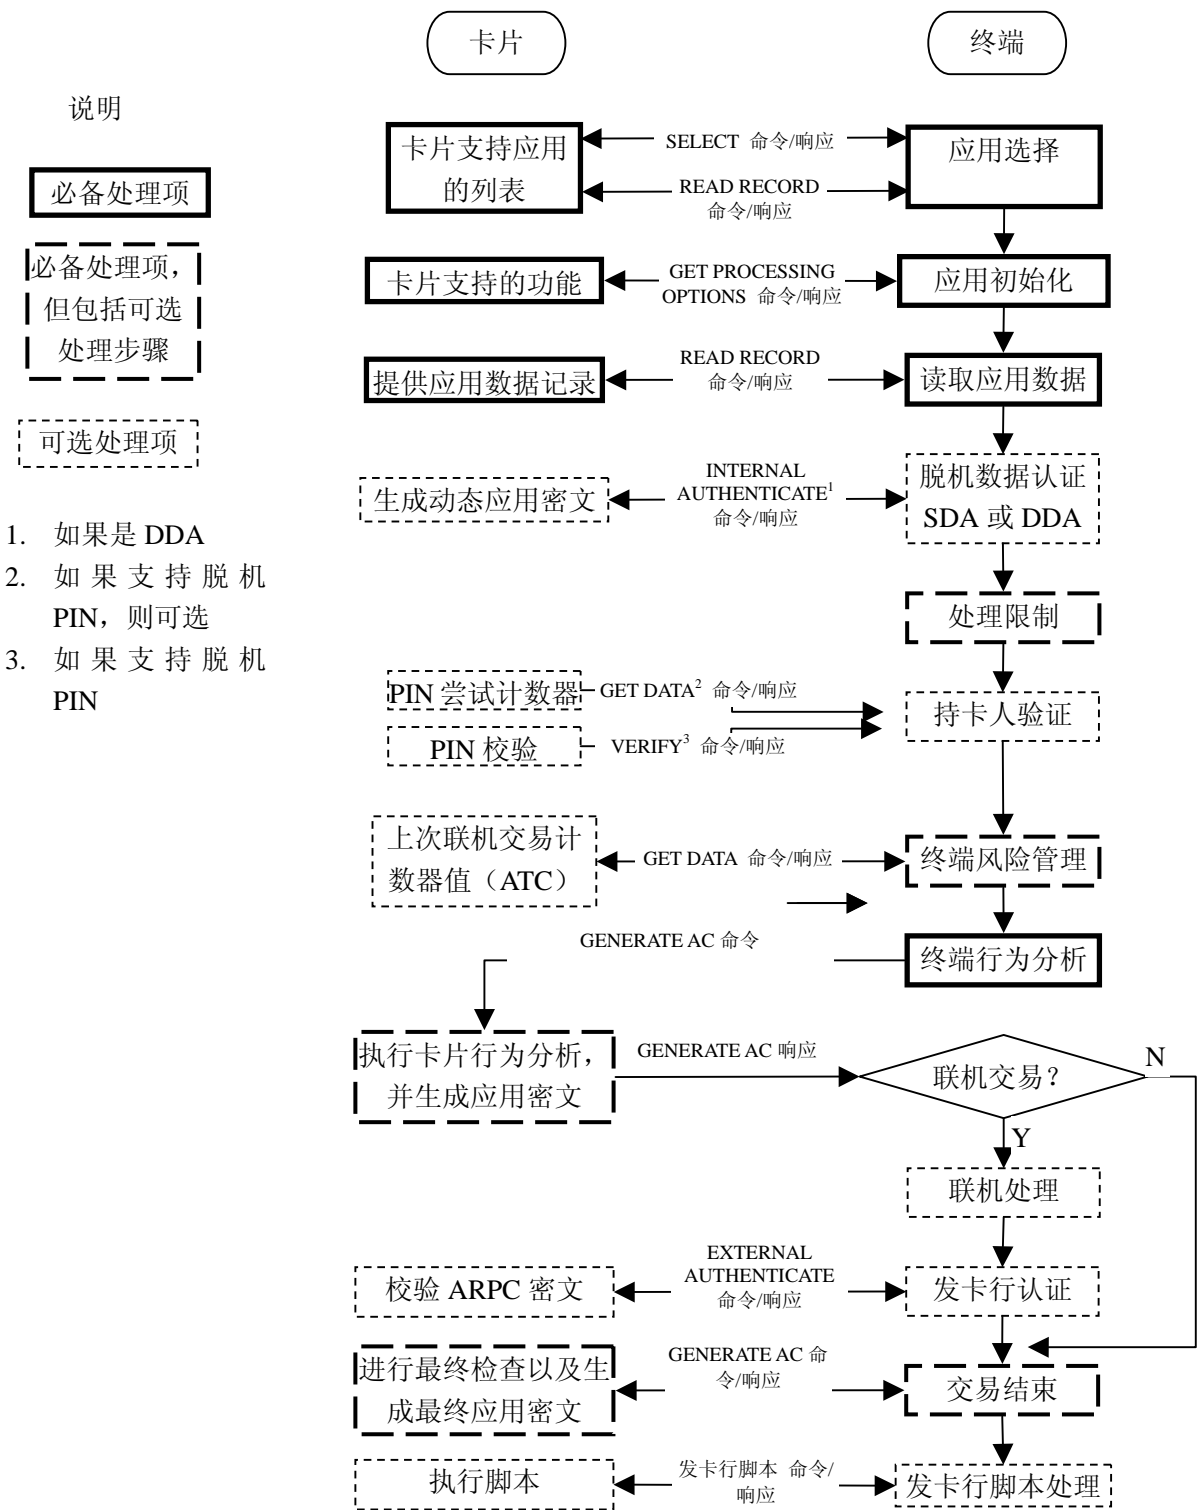 卡片
终端
说明
必备处理项
必备处理项，
但包括可选
处理步骤
可选处理项
1. 如果是 DDA
2. 如果支持脱机
PIN，则可选
3. 如果支持脱机
PIN
卡片支持应用
的列表
SELECT 命令/响应
READ RECORD
命令/响应
应用选择
卡片支持的功能
GET PROCESSING
OPTIONS 命令/响应
应用初始化
提供应用数据记录
READ RECORD
命令/响应
读取应用数据
生成动态应用密文
INTERNAL
AUTHENTICATE1
命令/响应
脱机数据认证
SDA 或 DDA
处理限制
PIN 尝试计数器
GET DATA2 命令/响应
持卡人验证
PIN 校验
VERIFY3 命令/响应
上次联机交易计
数器值（ATC）
GET DATA 命令/响应
终端风险管理
GENERATE AC 命令
终端行为分析
执行卡片行为分析，
并生成应用密文
GENERATE AC 响应
联机交易？
N
Y
联机处理
校验 ARPC 密文
EXTERNAL
AUTHENTICATE
命令/响应
发卡行认证
进行最终检查以及生
成最终应用密文
GENERATE AC 命
令/响应
交易结束
执行脚本
发卡行脚本 命令/
响应
发卡行脚本处理